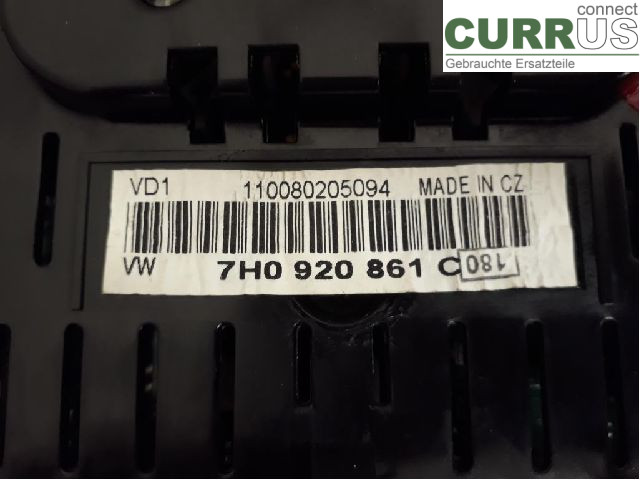 connect
CURRUS
Gebrauchte Ersatzteile
VD1 110080205094 MADE IN CZ
VW 7H0 920 861 C 180